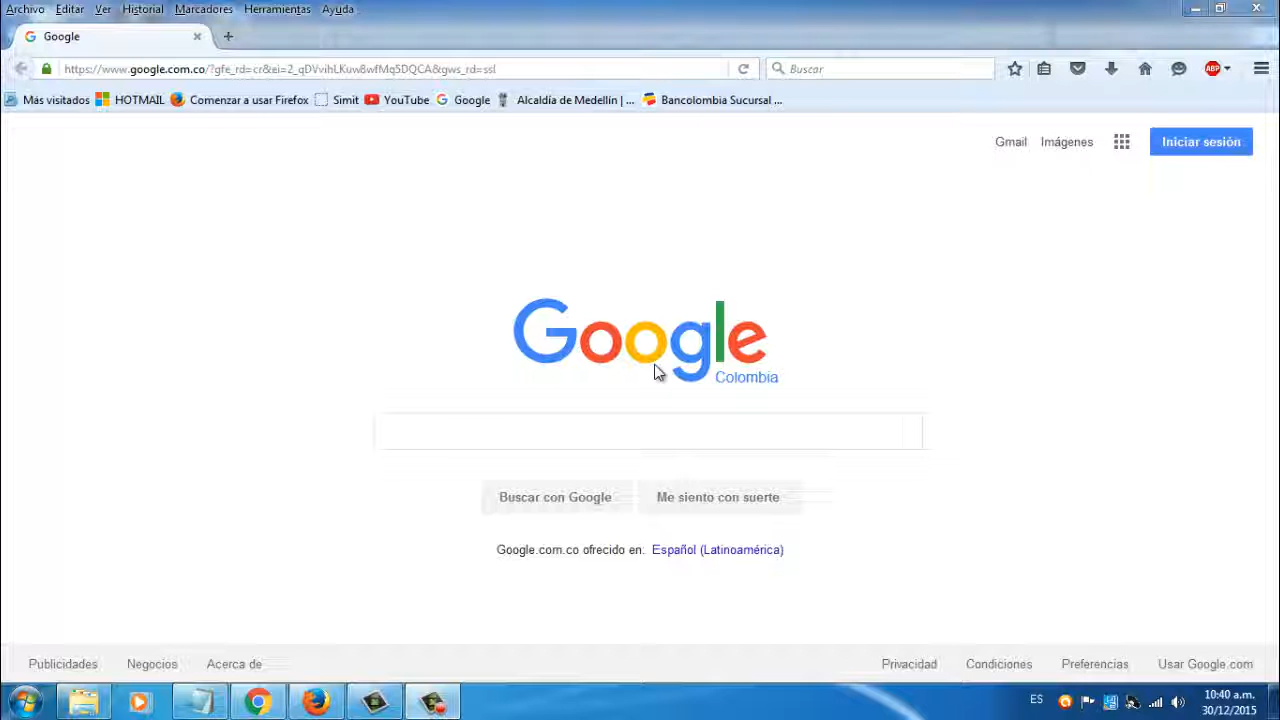 Archivo Editar Ver Historial Marcadores Herramientas Ayuda
Google
https://www.google.com.co/?gfe_rd=cr&ei=2_qDVvihLKuw8wfMq5DQCA&gws_rd=ssl
Buscar
ABP
Más visitados HOTMAIL Comenzar a usar Firefox Simit YouTube Google Alcaldía de Medellín | ... Bancolombia Sucursal ...
Gmail Imágenes Iniciar sesión
Google
Colombia
Buscar con Google Me siento con suerte
Google.com.co ofrecido en: Español (Latinoamérica)
Publicidades Negocios Acerca de Privacidad Condiciones Preferencias Usar Google.com
ES 10:40 a.m.
30/12/2015